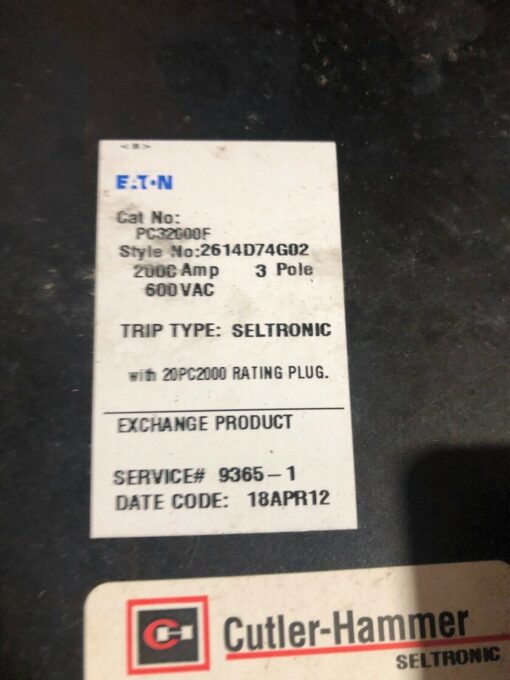 <B>
EATON
Cat No:
PC32000F
Style No:2614D74G02
2000 Amp 3 Pole
600VAC
TRIP TYPE: SELTRONIC
with 20PC2000 RATING PLUG.
EXCHANGE PRODUCT
SERVICE# 9365-1
DATE CODE: 18APR12
Cutler-Hammer
SELTRONIC